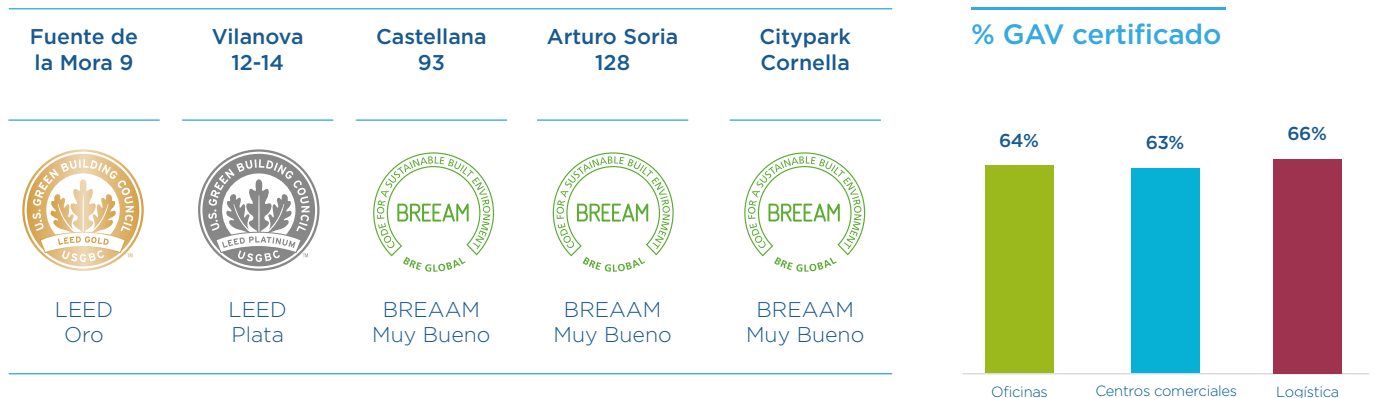 Fuente de
la Mora 9
Vilanova
12-14
Castellana
93
Arturo Soria
128
Citypark
Cornella
U.S. GREEN BUILDING COUNCIL
LEED GOLD
USGBC
TM
U.S. GREEN BUILDING COUNCIL
LEED PLATINUM
USGBC
TM
CODE FOR A SUSTAINABLE BUILT ENVIRONMENT
BREEAM
BRE GLOBAL
CODE FOR A SUSTAINABLE BUILT ENVIRONMENT
BREEAM
BRE GLOBAL
CODE FOR A SUSTAINABLE BUILT ENVIRONMENT
BREEAM
BRE GLOBAL
LEED
Oro
LEED
Plata
BREAAM
Muy Bueno
BREAAM
Muy Bueno
BREAAM
Muy Bueno
% GAV certificado
64%
63%
66%
Oficinas
Centros comerciales
Logística